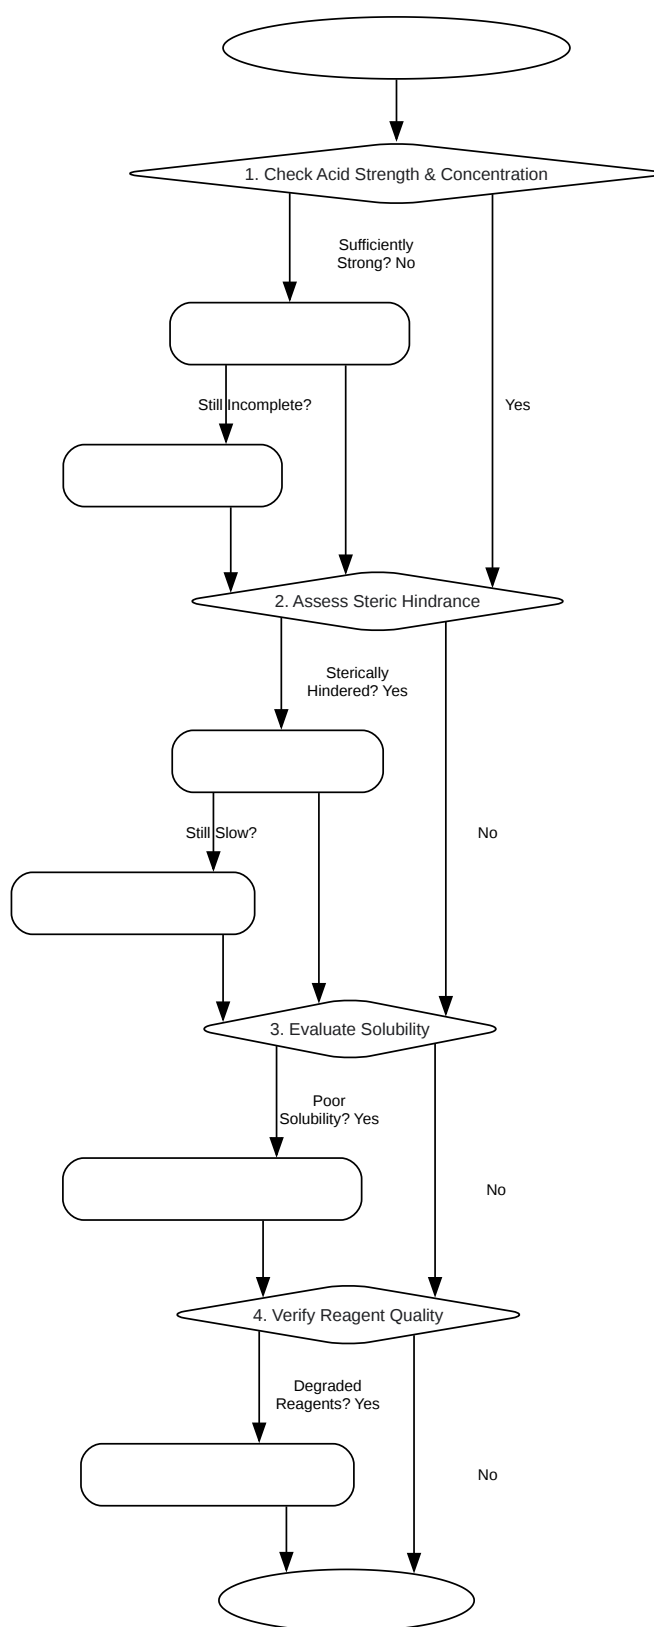 1. Check Acid Strength & Concentration
Sufficiently
Strong? No
Still Incomplete?
Yes
2. Assess Steric Hindrance
Sterically
Hindered? Yes
Still Slow?
No
3. Evaluate Solubility
Poor
Solubility? Yes
No
4. Verify Reagent Quality
Degraded
Reagents? Yes
No